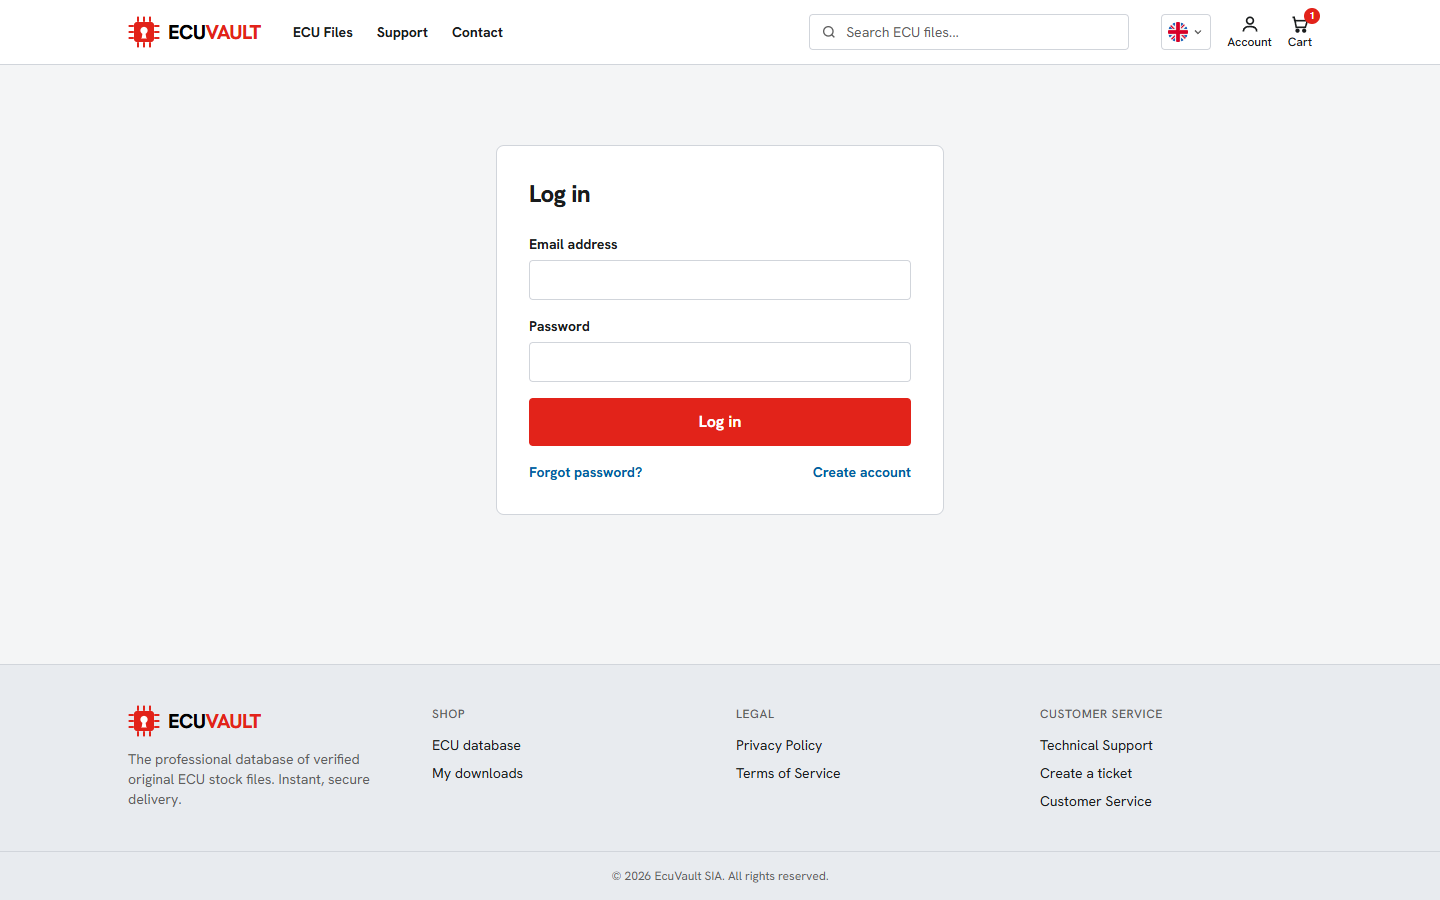 ECUVAULT
ECU Files
Support
Contact
Search ECU files...
Account
1
Cart
Log in
Email address
Password
Log in
Forgot password?
Create account
ECUVAULT
The professional database of verified
original ECU stock files. Instant, secure
delivery.
SHOP
ECU database
My downloads
LEGAL
Privacy Policy
Terms of Service
CUSTOMER SERVICE
Technical Support
Create a ticket
Customer Service
© 2026 EcuVault SIA. All rights reserved.